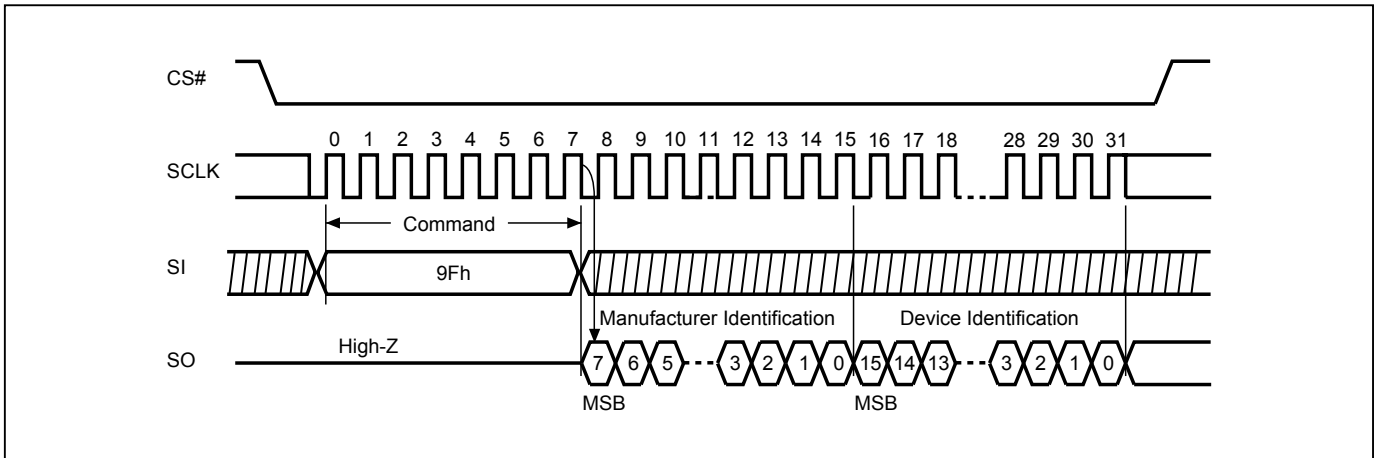 CS#
0 1 2 3 4 5 6 7 8 9 10 11 12 13 14 15 16 17 18 28 29 30 31
SCLK
Command
SI
9Fh
Manufacturer Identification Device Identification
High-Z
SO
7 6 5 3 2 1 0 15 14 13 3 2 1 0
MSB MSB